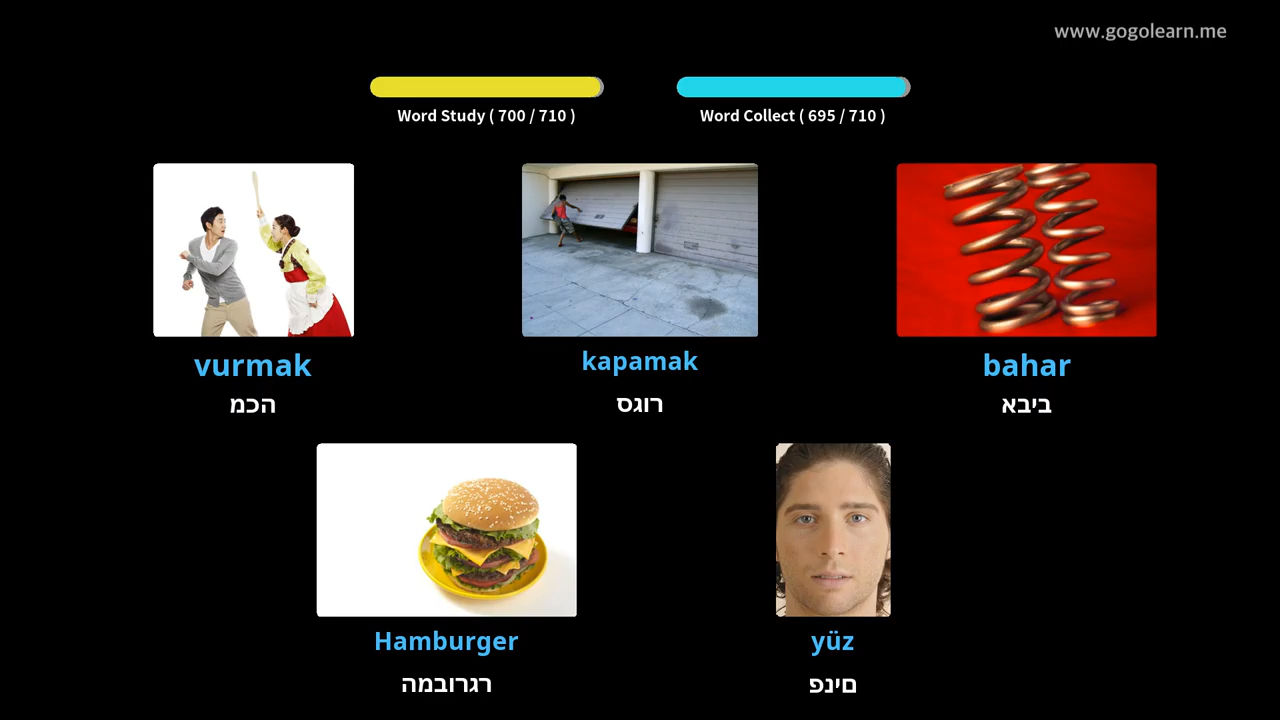 www.gogolearn.me
Word Study ( 700 / 710 )
Word Collect ( 695 / 710 )
vurmak
הכמ
kapamak
רוגס
bahar
ביבא
Hamburger
רגרובמה
yüz
םינפ